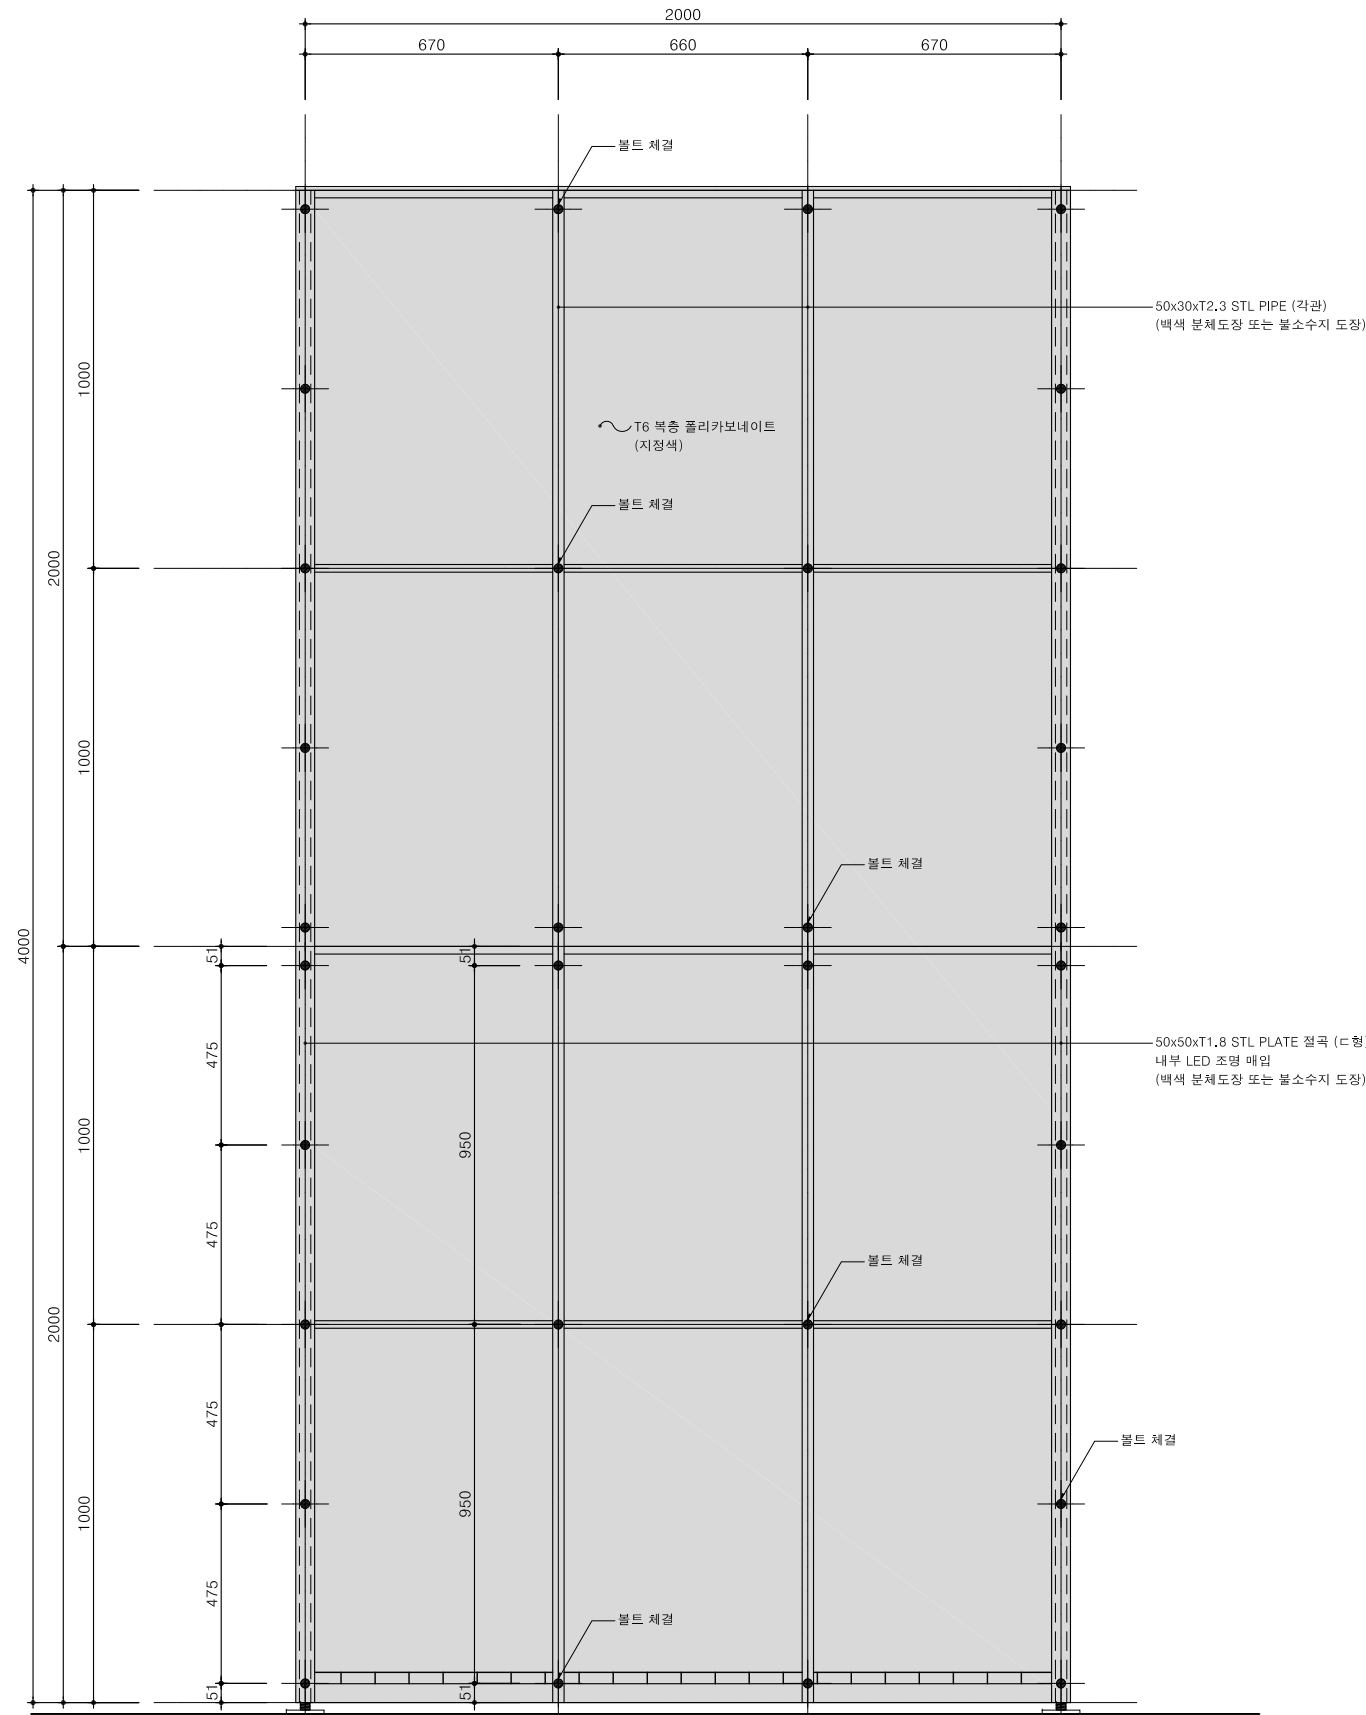 2000
670
660
670
볼트 체결
50x30xT2.3 STL PIPE (각관)
(백색 분체도장 또는 불소수지 도장)
1000
T6 복층 폴리카보네이트
(지정색)
볼트 체결
2000
1000
볼트 체결
4000
51
51
475
50x50xT1.8 STL PLATE 절곡 (ㄷ형)
내부 LED 조명 매입
(백색 분체도장 또는 불소수지 도장)
1000
950
475
볼트 체결
2000
475
볼트 체결
1000
950
475
볼트 체결
51
51